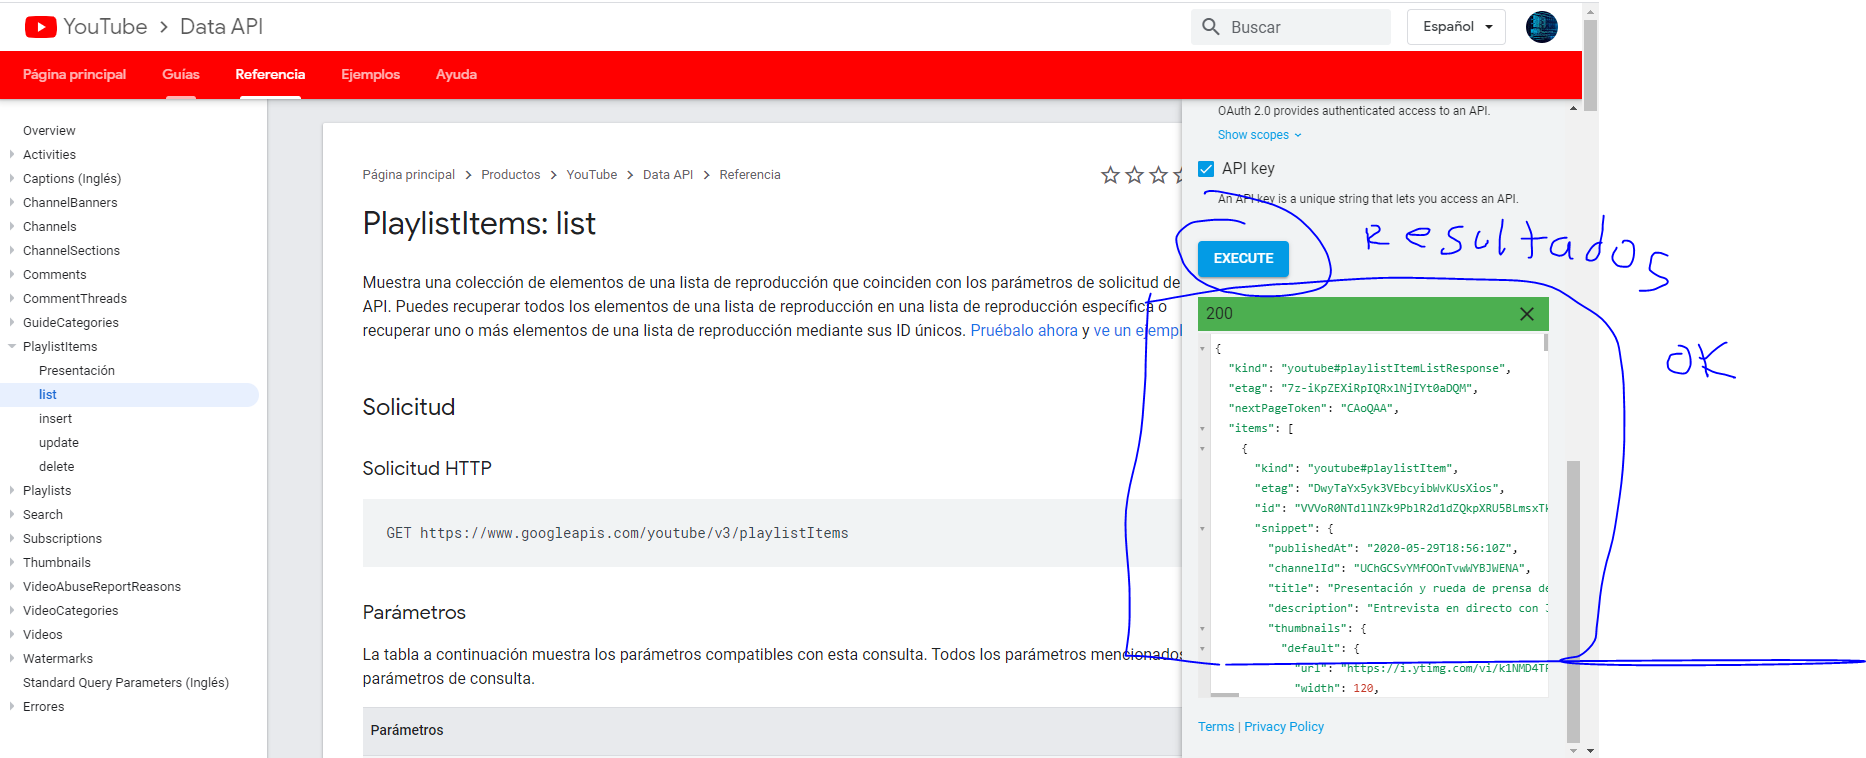 YouTube > Data API
Buscar
Español
Página principal
Guías
Referencia
Ejemplos
Ayuda
Overview
Activities
Captions (Inglés)
ChannelBanners
Channels
ChannelSections
Comments
CommentThreads
GuideCategories
PlaylistItems
Presentación
list
insert
update
delete
Playlists
Search
Subscriptions
Thumbnails
VideoAbuseReportReasons
VideoCategories
Videos
Watermarks
Standard Query Parameters (Inglés)
Errores
Página principal > Productos > YouTube > Data API > Referencia
PlaylistItems: list
Muestra una colección de elementos de una lista de reproducción que coinciden con los parámetros de solicitud de
API. Puedes recuperar todos los elementos de una lista de reproducción en una lista de reproducción específica o
recuperar uno o más elementos de una lista de reproducción mediante sus ID únicos. Pruébalo ahora y ve un ejempl
Solicitud
Solicitud HTTP
GET https://www.googleapis.com/youtube/v3/playlistItems
Parámetros
La tabla a continuación muestra los parámetros compatibles con esta consulta. Todos los parámetros mencionados
parámetros de consulta.
Parámetros
OAuth 2.0 provides authenticated access to an API.
Show scopes
API key
An API key is a unique string that lets you access an API.
EXECUTE
Resultados
OK
200
{
"kind": "youtube#playlistItemListResponse",
"etag": "7z-iKpZEXiRpIQRxlNjIYt0aDQM",
"nextPageToken": "CAoQAA",
"items": [
{
"kind": "youtube#playlistItem",
"etag": "DwyTaYx5yk3VEbcyibWvKUsXios",
"id": "VVVoR0NTdllNZk9PblR2d1dZQkpXRU5BLmsxTk
"snippet": {
"publishedAt": "2020-05-29T18:56:10Z",
"channelId": "UChGCSvYMfOOnTvwWYBJWENA",
"title": "Presentación y rueda de prensa de
"description": "Entrevista en directo con
"thumbnails": {
"default": {
"url": "https://i.ytimg.com/vi/k1NMD4TF
"width": 120,
Terms | Privacy Policy